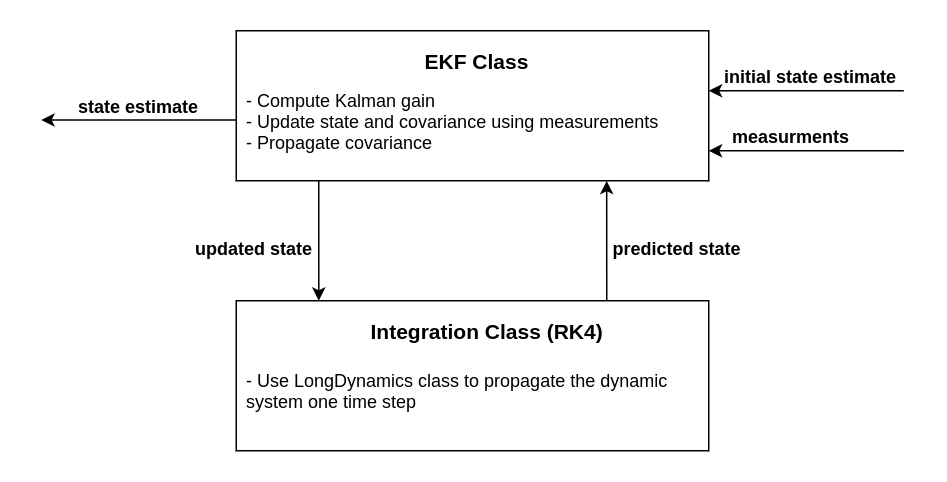 EKF Class
initial state estimate
- Compute Kalman gain
state estimate
- Update state and covariance using measurements
measurments
- Propagate covariance
updated state
predicted state
Integration Class (RK4)
- Use LongDynamics class to propagate the dynamic
system one time step